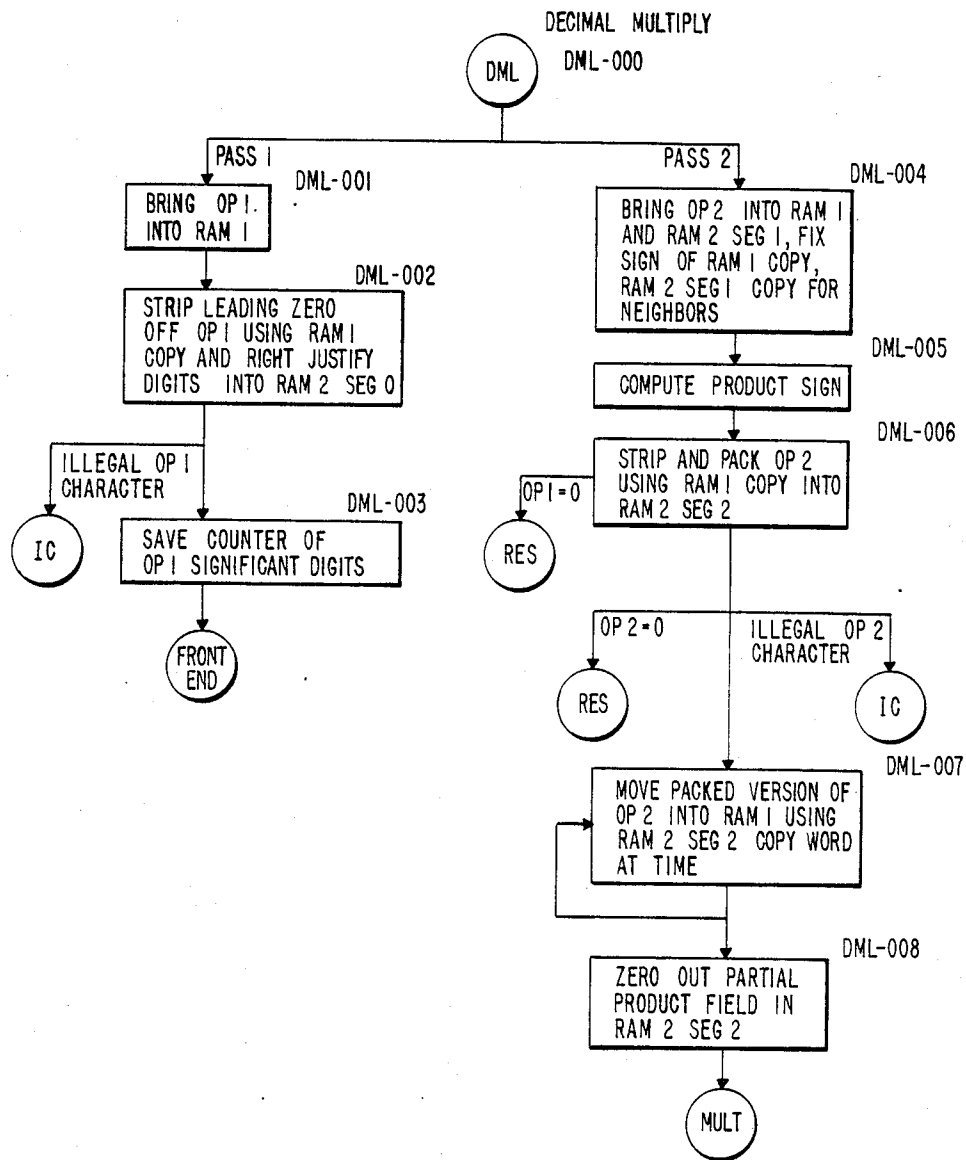 DECIMAL MULTIPLY
DML
DML-000
PASS 1
DML-001
BRING OP 1.
INTO RAM 1
DML-002
STRIP LEADING ZERO
OFF OP 1 USING RAM 1
COPY AND RIGHT JUSTIFY
DIGITS INTO RAM 2 SEG 0
ILLEGAL OP 1
CHARACTER
IC
DML-003
SAVE COUNTER OF
OP 1 SIGNIFICANT DIGITS
FRONT
END
PASS 2
DML-004
BRING OP 2 INTO RAM 1
AND RAM 2 SEG 1, FIX
SIGN OF RAM 1 COPY,
RAM 2 SEG 1 COPY FOR
NEIGHBORS
DML-005
COMPUTE PRODUCT SIGN
DML-006
STRIP AND PACK OP 2
USING RAM 1 COPY INTO
RAM 2 SEG 2
OP 1=0
RES
OP 2=0
RES
ILLEGAL OP 2
CHARACTER
IC
DML-007
MOVE PACKED VERSION OF
OP 2 INTO RAM 1 USING
RAM 2 SEG 2 COPY WORD
AT TIME
DML-008
ZERO OUT PARTIAL
PRODUCT FIELD IN
RAM 2 SEG 2
MULT